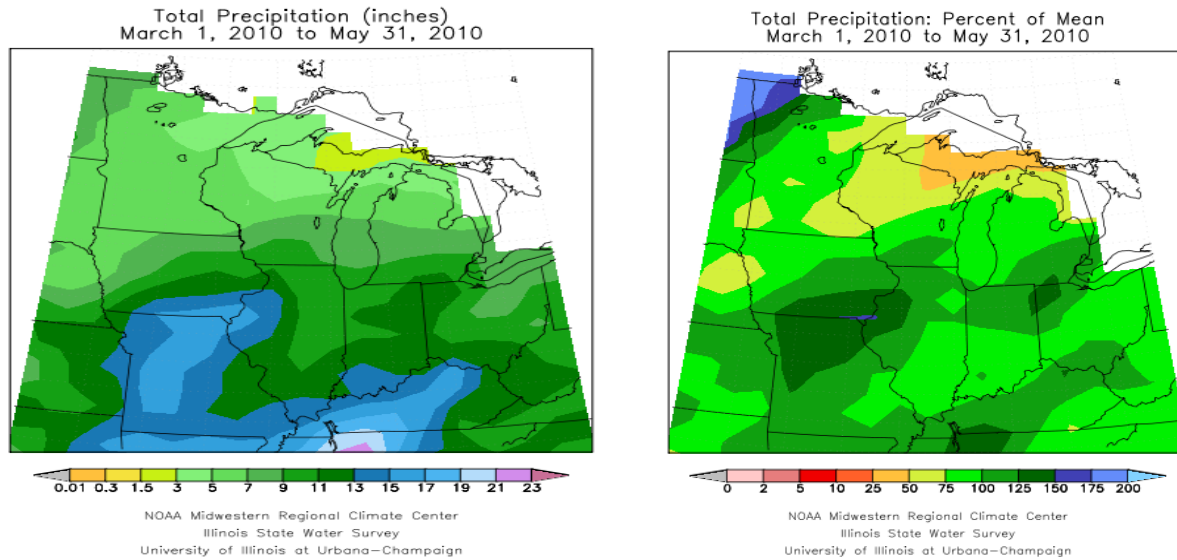 Total Precipitation (inches)
March 1, 2010 to May 31, 2010
0.01 0.3 1.5 3 5 7 9 11 13 15 17 19 21 23
NOAA Midwestern Regional Climate Center
Illinois State Water Survey
University of Illinois at Urbana-Champaign
Total Precipitation: Percent of Mean
March 1, 2010 to May 31, 2010
0 2 5 10 25 50 75 100 125 150 175 200
NOAA Midwestern Regional Climate Center
Illinois State Water Survey
University of Illinois at Urbana-Champaign